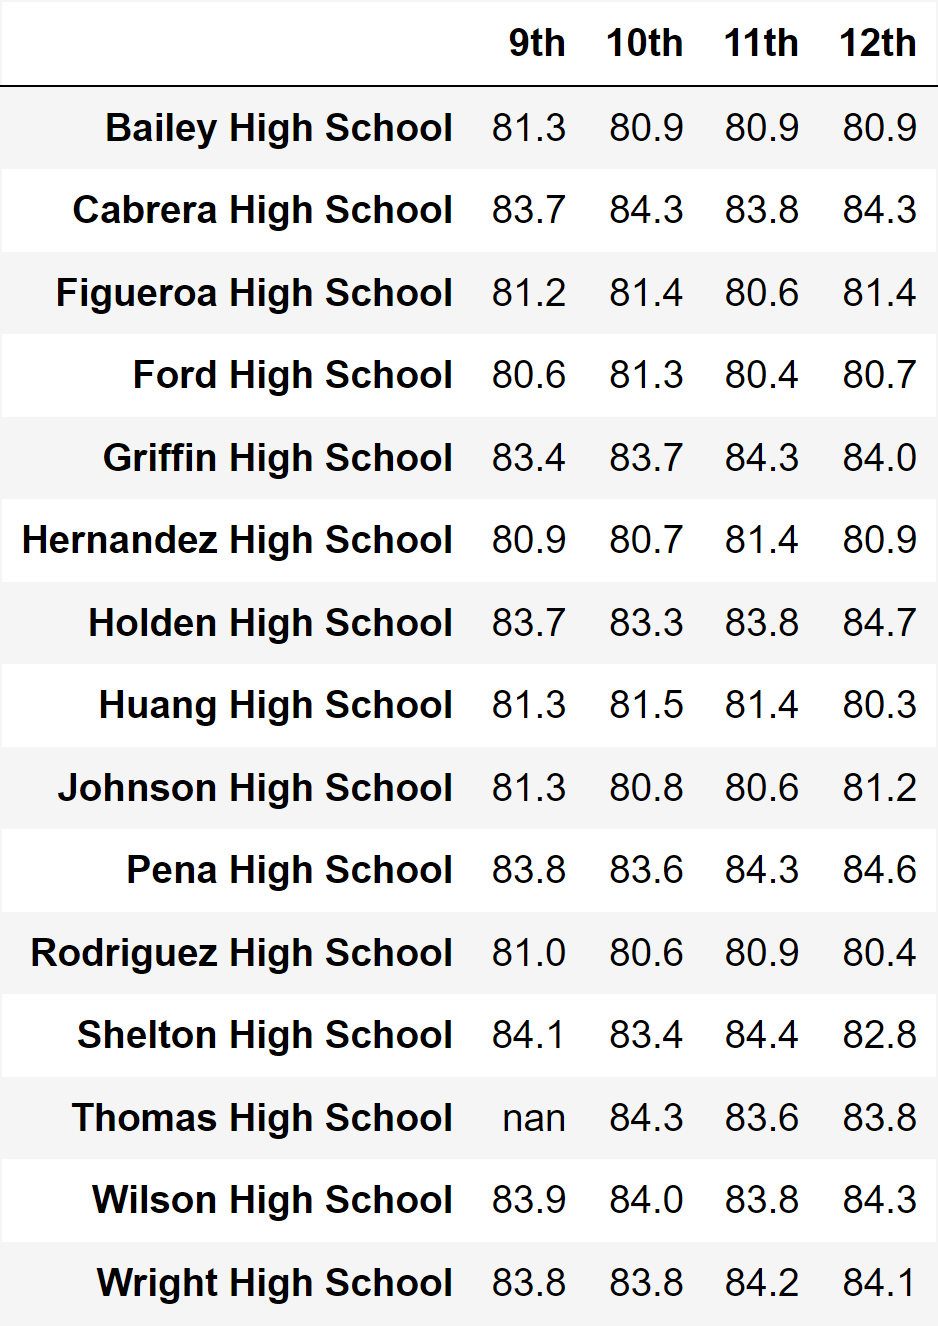 9th 10th 11th 12th
Bailey High School 81.3 80.9 80.9 80.9
Cabrera High School 83.7 84.3 83.8 84.3
Figueroa High School 81.2 81.4 80.6 81.4
Ford High School 80.6 81.3 80.4 80.7
Griffin High School 83.4 83.7 84.3 84.0
Hernandez High School 80.9 80.7 81.4 80.9
Holden High School 83.7 83.3 83.8 84.7
Huang High School 81.3 81.5 81.4 80.3
Johnson High School 81.3 80.8 80.6 81.2
Pena High School 83.8 83.6 84.3 84.6
Rodriguez High School 81.0 80.6 80.9 80.4
Shelton High School 84.1 83.4 84.4 82.8
Thomas High School nan 84.3 83.6 83.8
Wilson High School 83.9 84.0 83.8 84.3
Wright High School 83.8 83.8 84.2 84.1